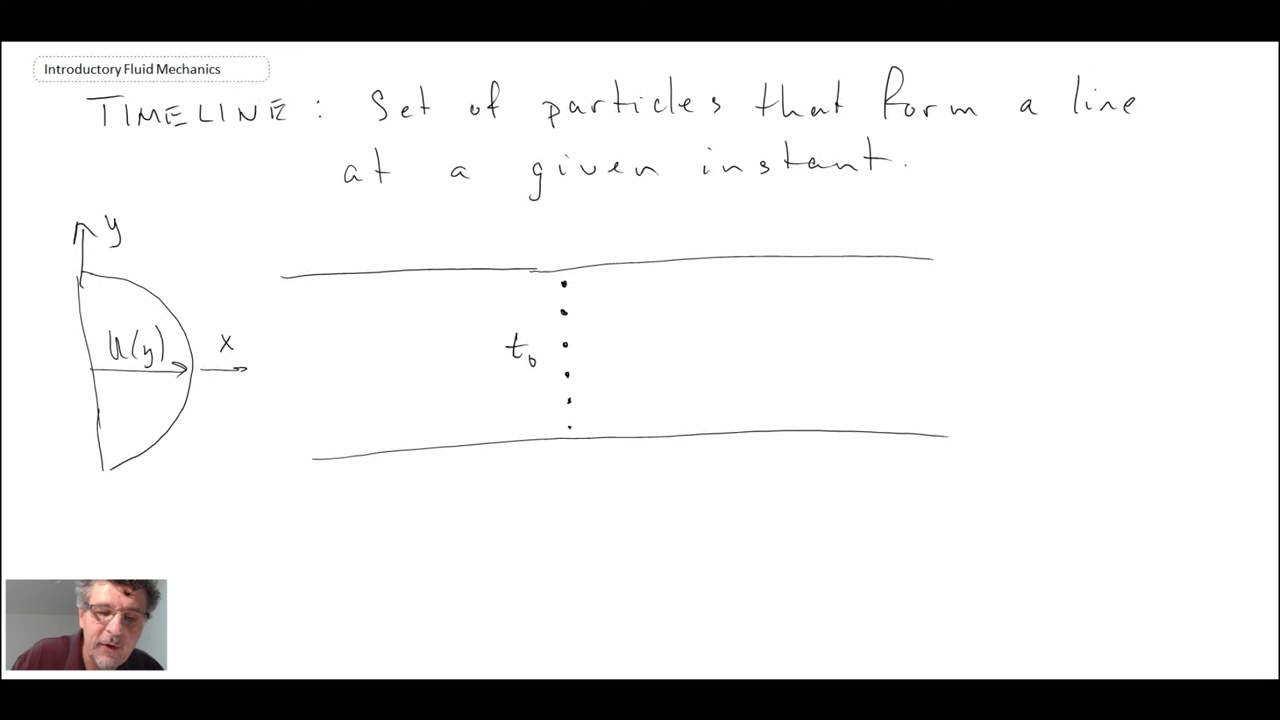 Introductory Fluid Mechanics
TIMELINE: Set of particles that form a line
at a given instant.
y
u(y)
x
t₀